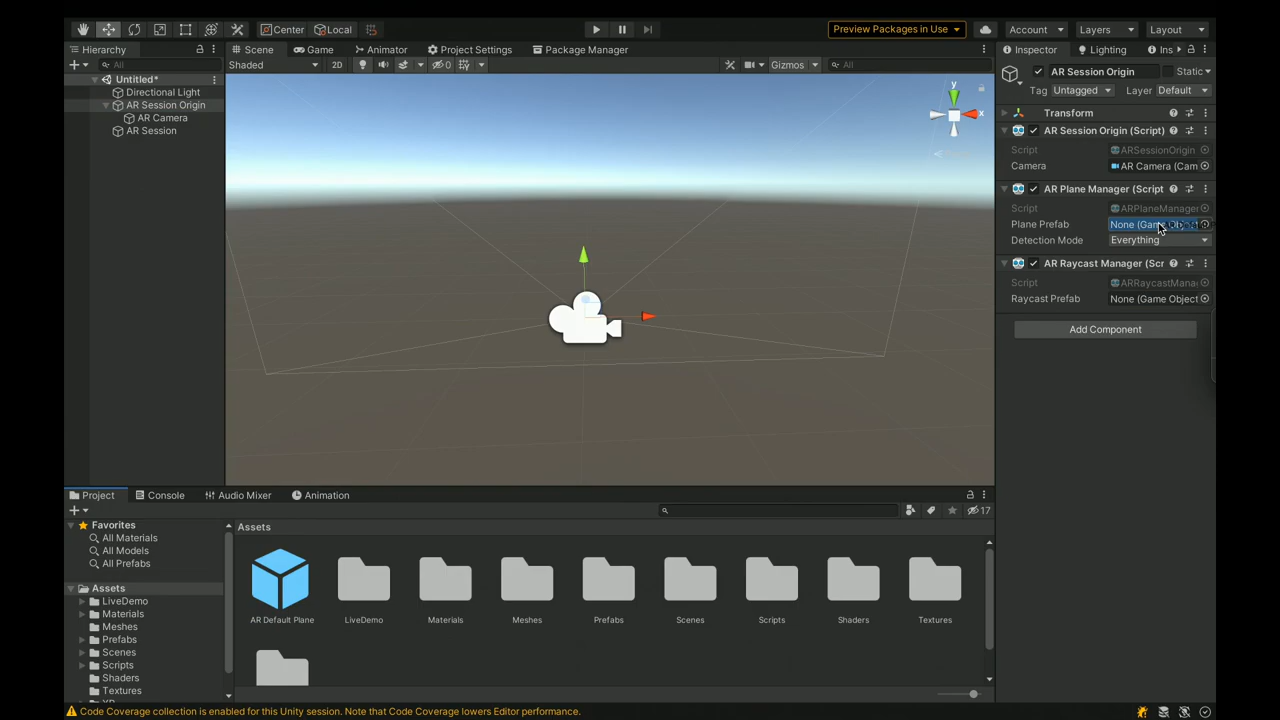 Center
Local
Preview Packages in Use
Account
Layers
Layout
Hierarchy
Scene
Game
Animator
Project Settings
Package Manager
Inspector
Lighting
Ins
All
Shaded
2D
0
Gizmos
All
Untitled*
Directional Light
AR Session Origin
AR Camera
AR Session
y
x
AR Session Origin
Static
Tag Untagged
Layer Default
Transform
AR Session Origin (Script)
Script ARSessionOrigin
Camera AR Camera (Cam
AR Plane Manager (Script
Script ARPlaneManager
Plane Prefab None (Game
Detection Mode Everything
AR Raycast Manager (Scr
Script ARRaycastMana
Raycast Prefab None (Game Object
Add Component
Project
Console
Audio Mixer
Animation
17
Favorites
All Materials
All Models
All Prefabs
Assets
LiveDemo
Materials
Meshes
Prefabs
Scenes
Scripts
Shaders
Textures
Assets
AR Default Plane
LiveDemo
Materials
Meshes
Prefabs
Scenes
Scripts
Shaders
Textures
Code Coverage collection is enabled for this Unity session. Note that Code Coverage lowers Editor performance.